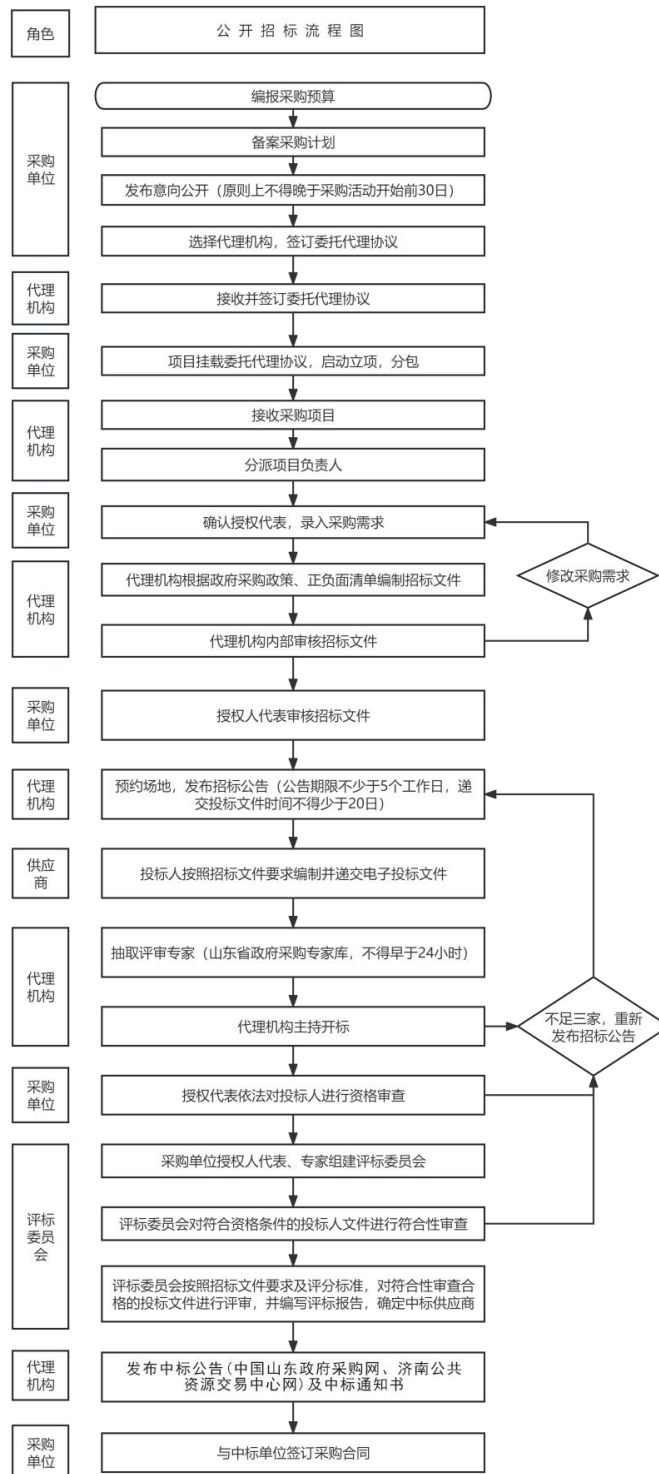 角色
公开招标流程图
采购
单位
编报采购预算
备案采购计划
发布意向公开（原则上不得晚于采购活动开始前30日）
选择代理机构，签订委托代理协议
代理
机构
接收并签订委托代理协议
采购
单位
项目挂载委托代理协议，启动立项，分包
代理
机构
接收采购项目
分派项目负责人
采购
单位
确认授权代表，录入采购需求
修改采购需求
代理
机构
代理机构根据政府采购政策、正负面清单编制招标文件
代理机构内部审核招标文件
采购
单位
授权人代表审核招标文件
代理
机构
预约场地，发布招标公告（公告期限不少于5个工作日，递
交投标文件时间不得少于20日）
供应
商
投标人按照招标文件要求编制并递交电子投标文件
代理
机构
抽取评审专家（山东省政府采购专家库，不得早于24小时）
代理机构主持开标
不足三家，重新
发布招标公告
采购
单位
授权代表依法对投标人进行资格审查
评标
委员
会
采购单位授权人代表、专家组建评标委员会
评标委员会对符合资格条件的投标人文件进行符合性审查
评标委员会按照招标文件要求及评分标准，对符合性审查合
格的投标文件进行评审，并编写评标报告，确定中标供应商
代理
机构
发布中标公告（中国山东政府采购网、济南公共
资源交易中心网）及中标通知书
采购
单位
与中标单位签订采购合同